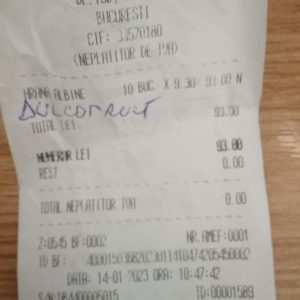 BUCURESTI
CIF: 33570180
(NEPLATITOR DE TVA)
HRANA ALBINE 10 BUC. X 9.30= 93.00 N
DULCOFRUCT 93.00
TOTAL LEI
NUMERAR LEI 93.00
REST 0.00
TOTAL NEPLATITOR TVA 0.00
Z:0545 BF:0002 NR.AMEF:0001
ID BF:
DATA: 14-01-2023 ORA: 10:47:42
ID:00001589